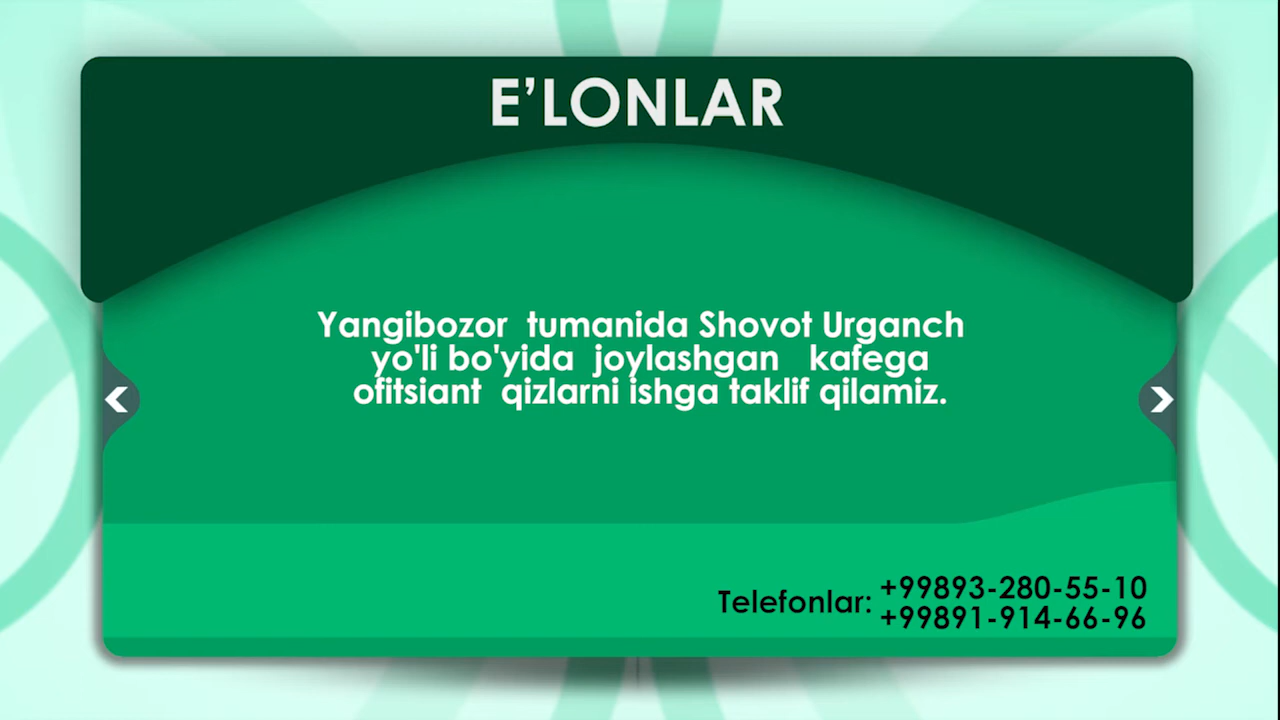 E’LONLAR
Yangibozor tumanida Shovot Urganch
yo'li bo'yida joylashgan kafega
ofitsiant qizlarni ishga taklif qilamiz.
Telefonlar: +99893-280-55-10
+99891-914-66-96